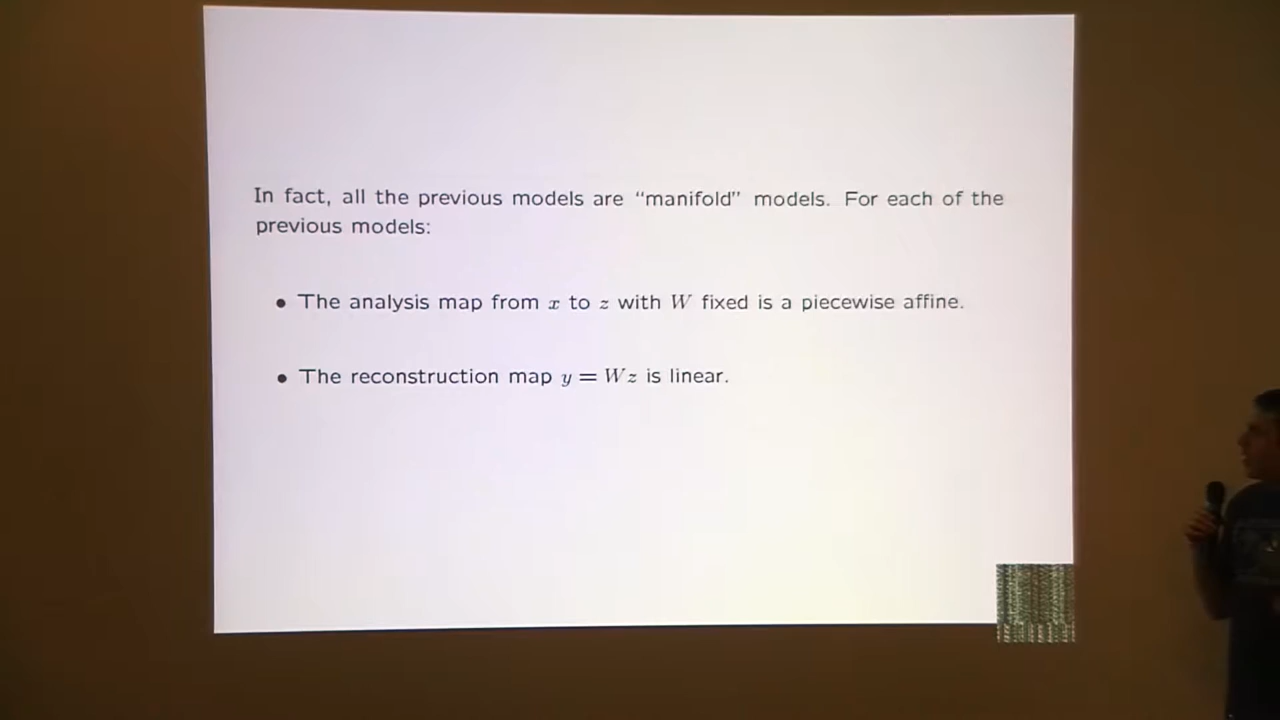 In fact, all the previous models are “manifold” models. For each of the
previous models:
• The analysis map from x to z with W fixed is a piecewise affine.
• The reconstruction map y = Wz is linear.